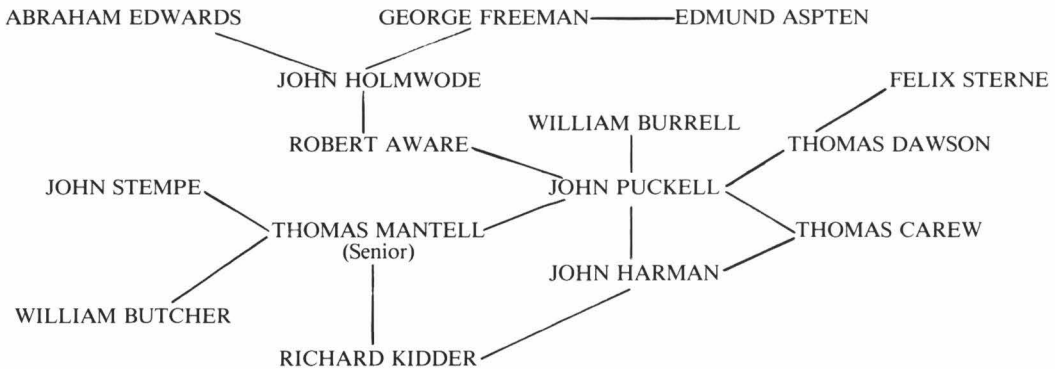 ABRAHAM EDWARDS
GEORGE FREEMAN
EDMUND ASPTEN
JOHN HOLMWODE
FELIX STERNE
WILLIAM BURRELL
ROBERT AWARE
THOMAS DAWSON
JOHN STEMPE
JOHN PUCKELL
THOMAS MANTELL
(Senior)
THOMAS CAREW
JOHN HARMAN
WILLIAM BUTCHER
RICHARD KIDDER